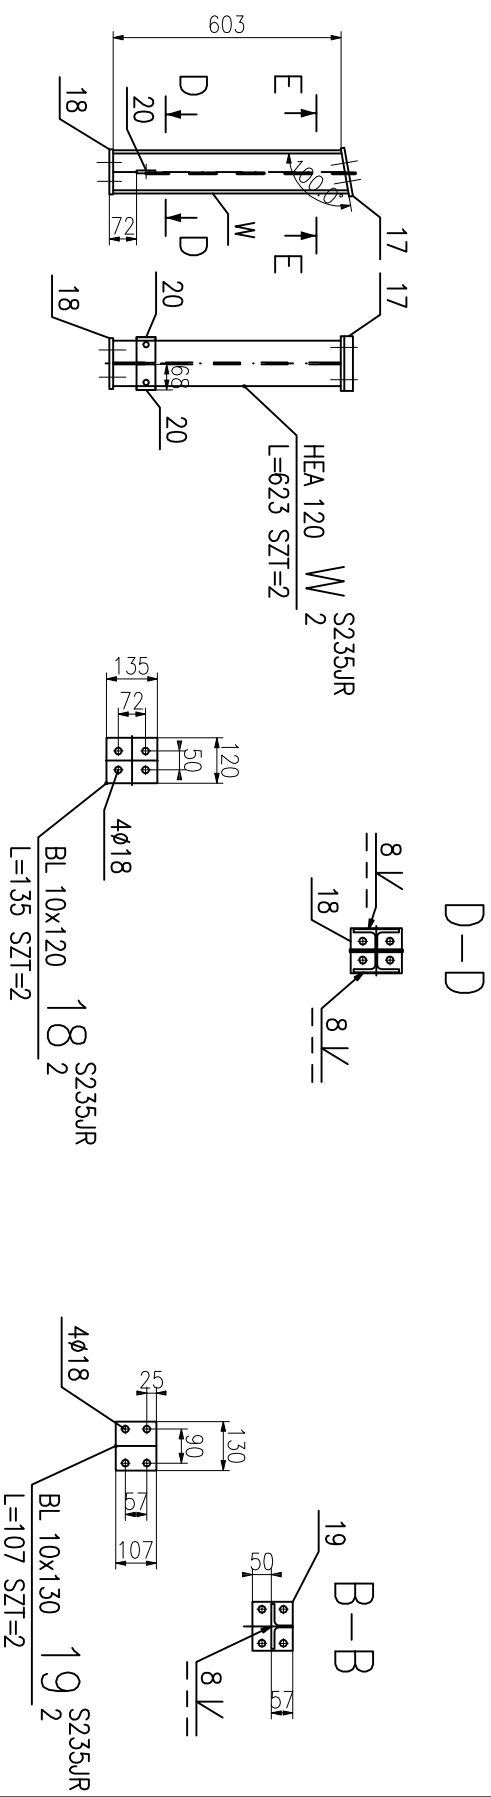 603
D
E
18
20
100.0°
17
72
W
D
E
17
20
18
68
20
HEA 120
L=623 SZT=2
W
2
S235JR
135
72
50
120
4ø18
BL 10x120
L=135 SZT=2
18
2
S235JR
D-D
8
18
8
4ø18
25
90
130
57
107
BL 10x130
L=107 SZT=2
19
2
S235JR
B-B
19
50
57
8